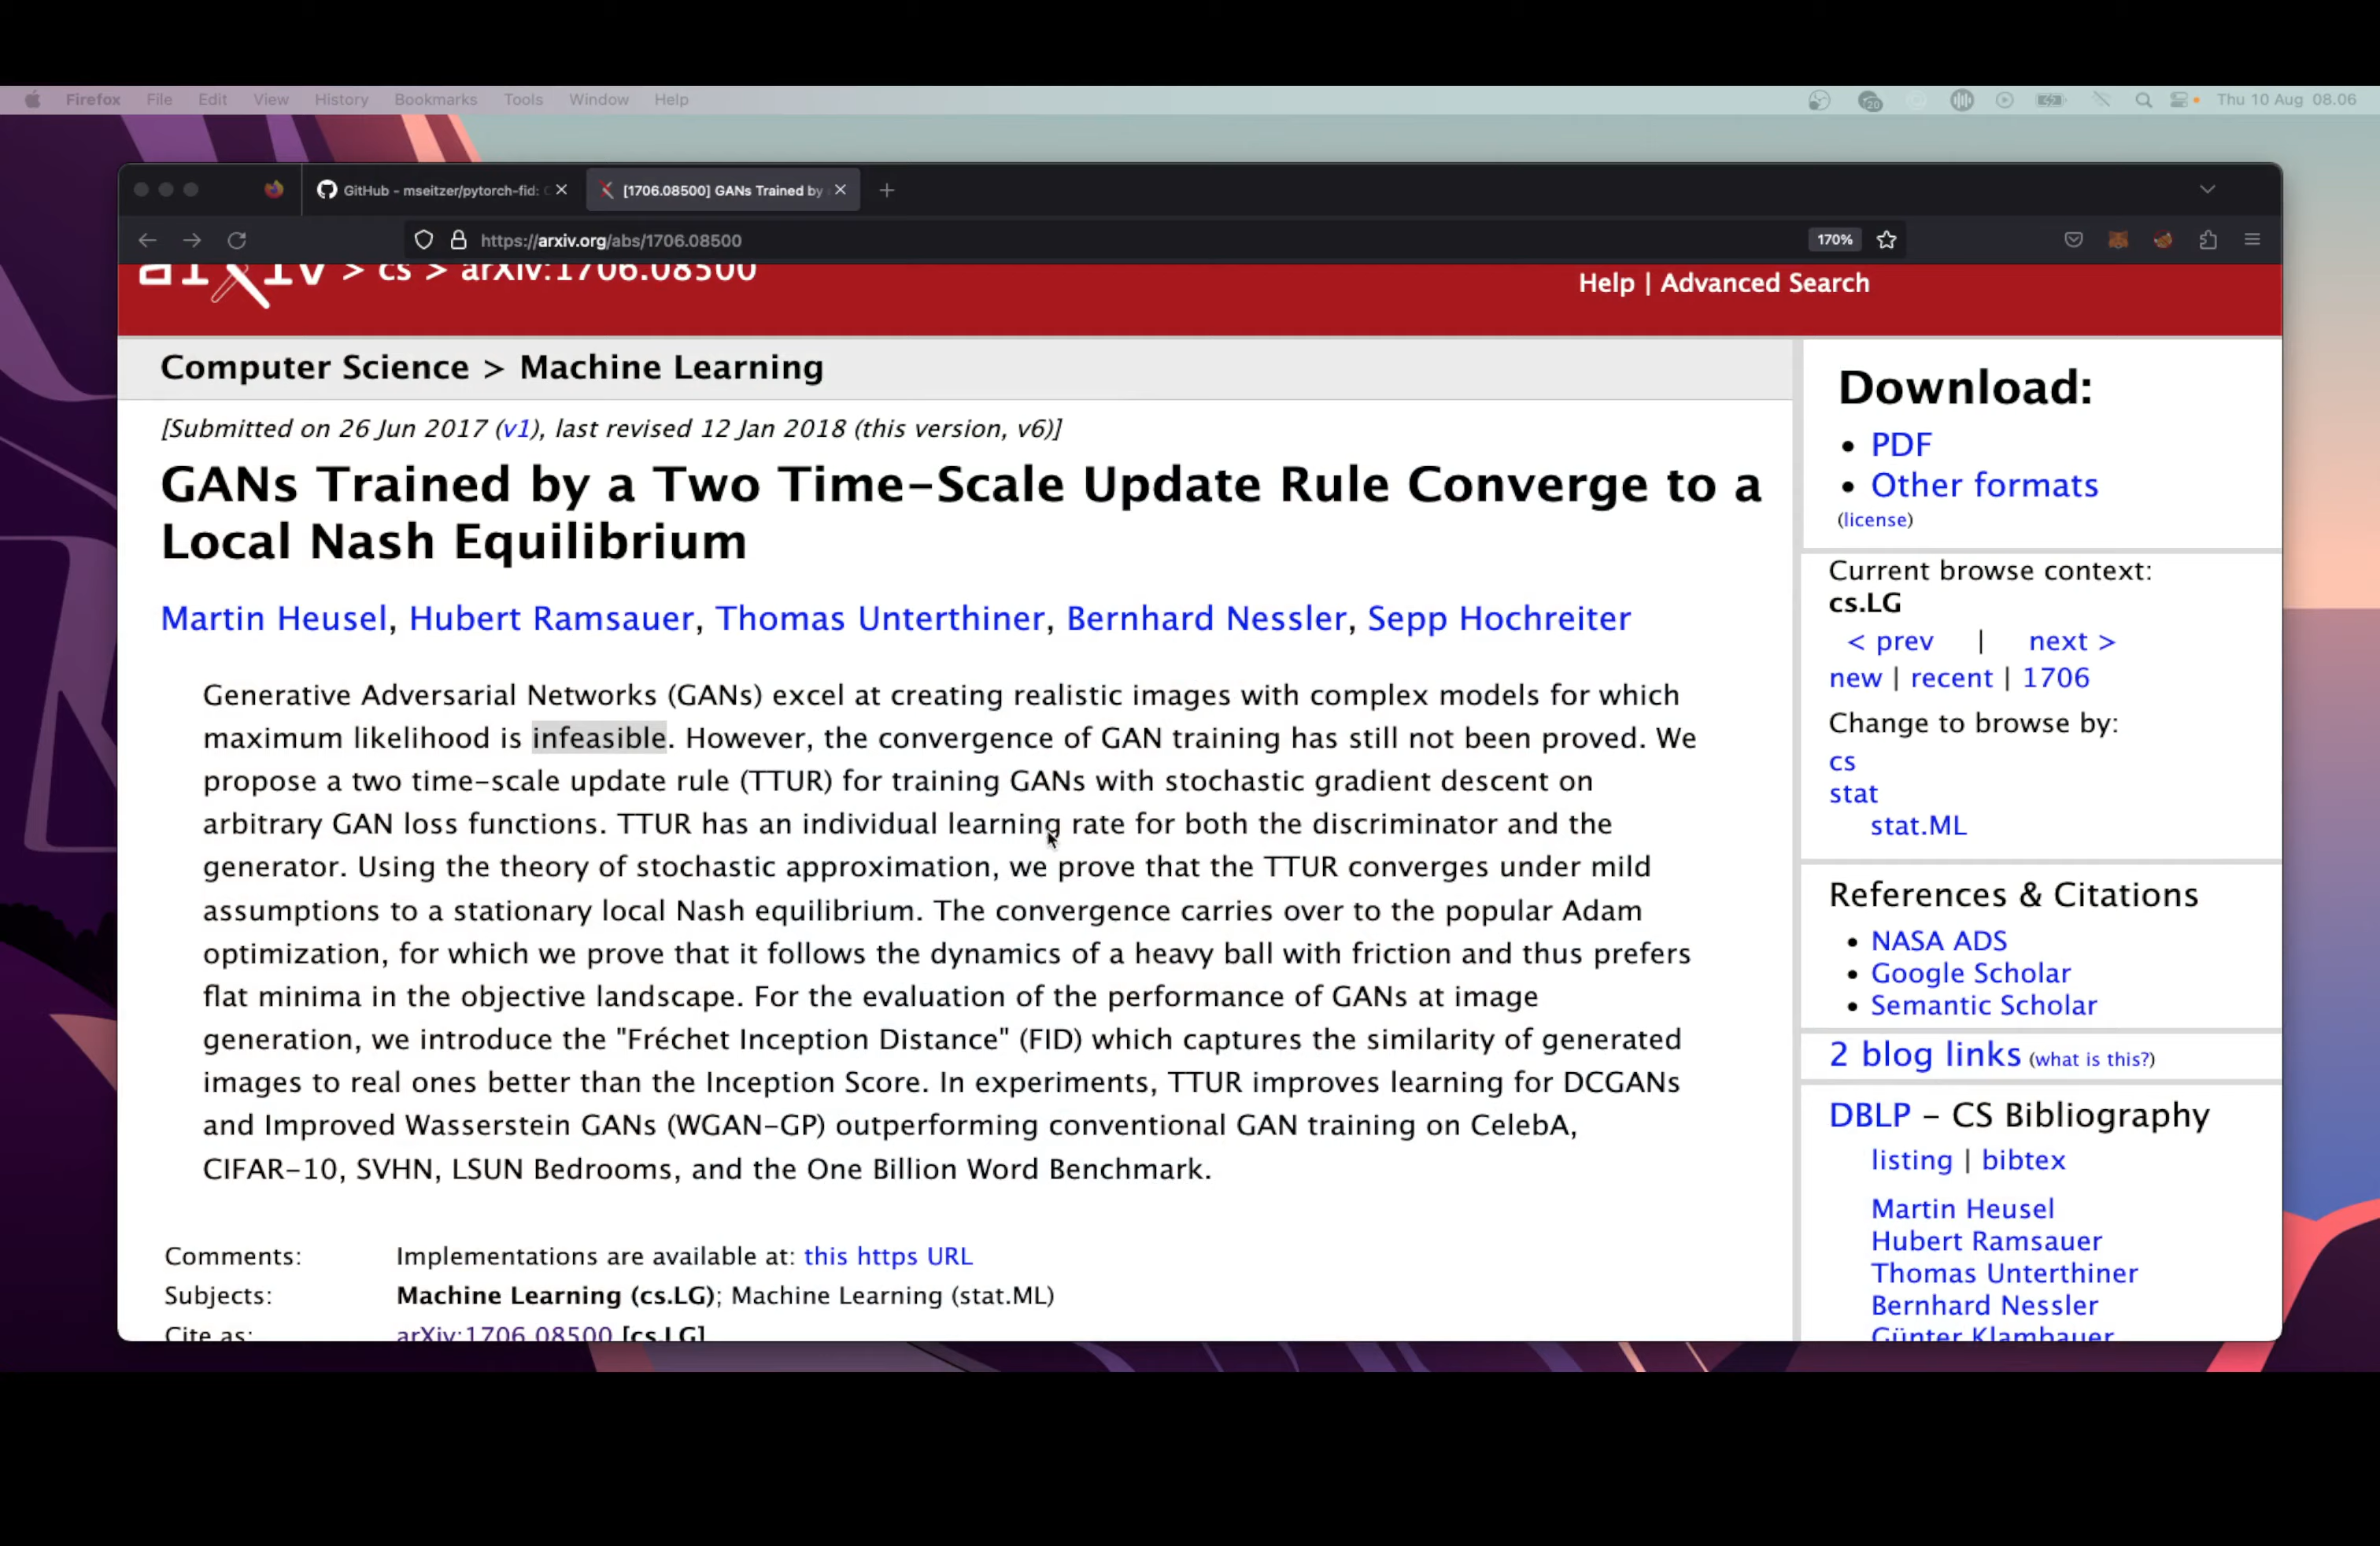 Firefox File Edit View History Bookmarks Tools Window Help
20
Thu 10 Aug 08.06
GitHub - mseitzer/pytorch-fid:
[1706.08500] GANs Trained by
https://arxiv.org/abs/1706.08500
170%
arXiv > cs > arXiv:1706.08500
Help | Advanced Search
Computer Science > Machine Learning
[Submitted on 26 Jun 2017 (v1), last revised 12 Jan 2018 (this version, v6)]
GANs Trained by a Two Time-Scale Update Rule Converge to a
Local Nash Equilibrium
Martin Heusel, Hubert Ramsauer, Thomas Unterthiner, Bernhard Nessler, Sepp Hochreiter
Generative Adversarial Networks (GANs) excel at creating realistic images with complex models for which
maximum likelihood is infeasible. However, the convergence of GAN training has still not been proved. We
propose a two time-scale update rule (TTUR) for training GANs with stochastic gradient descent on
arbitrary GAN loss functions. TTUR has an individual learning rate for both the discriminator and the
generator. Using the theory of stochastic approximation, we prove that the TTUR converges under mild
assumptions to a stationary local Nash equilibrium. The convergence carries over to the popular Adam
optimization, for which we prove that it follows the dynamics of a heavy ball with friction and thus prefers
flat minima in the objective landscape. For the evaluation of the performance of GANs at image
generation, we introduce the "Fréchet Inception Distance" (FID) which captures the similarity of generated
images to real ones better than the Inception Score. In experiments, TTUR improves learning for DCGANs
and Improved Wasserstein GANs (WGAN-GP) outperforming conventional GAN training on CelebA,
CIFAR-10, SVHN, LSUN Bedrooms, and the One Billion Word Benchmark.
Comments: Implementations are available at: this https URL
Subjects: Machine Learning (cs.LG); Machine Learning (stat.ML)
Cite as: arXiv:1706.08500 [cs.LG]
Download:
PDF
Other formats
(license)
Current browse context:
cs.LG
< prev | next >
new | recent | 1706
Change to browse by:
cs
stat
stat.ML
References & Citations
NASA ADS
Google Scholar
Semantic Scholar
2 blog links (what is this?)
DBLP - CS Bibliography
listing | bibtex
Martin Heusel
Hubert Ramsauer
Thomas Unterthiner
Bernhard Nessler
Günter Klambauer